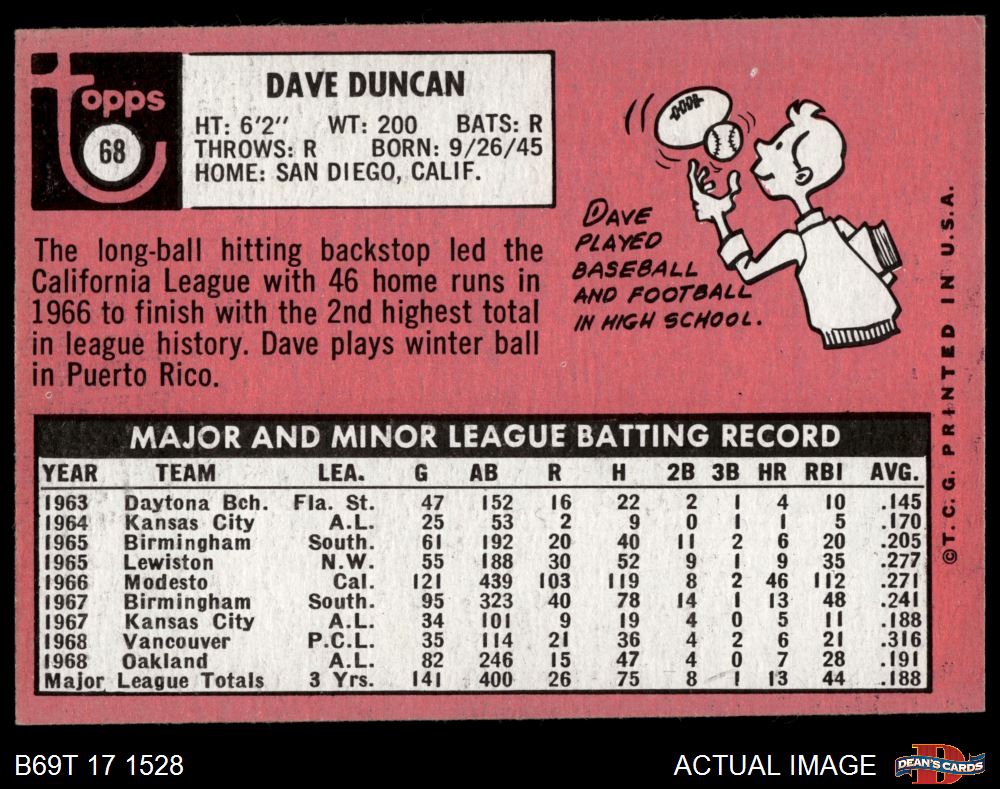 topps
68
DAVE DUNCAN
HT: 6'2" WT: 200 BATS: R
THROWS: R BORN: 9/26/45
HOME: SAN DIEGO, CALIF.
The long-ball hitting backstop led the
California League with 46 home runs in
1966 to finish with the 2nd highest total
in league history. Dave plays winter ball
in Puerto Rico.
DAVE
PLAYED
BASEBALL
AND FOOTBALL
IN HIGH SCHOOL.
©T.C.G. PRINTED IN U.S.A.
MAJOR AND MINOR LEAGUE BATTING RECORD
YEAR TEAM LEA. G AB R H 2B 3B HR RBI AVG.
1963 Daytona Bch. Fla. St. 47 152 16 22 2 1 4 10 .145
1964 Kansas City A.L. 25 53 2 9 0 1 1 5 .170
1965 Birmingham South. 61 192 20 40 11 2 6 20 .205
1965 Lewiston N.W. 55 188 30 52 9 1 9 35 .277
1966 Modesto Cal. 121 439 103 119 8 2 46 112 .271
1967 Birmingham South. 95 323 40 78 14 1 13 48 .241
1967 Kansas City A.L. 34 101 9 19 4 0 5 11 .188
1968 Vancouver P.C.L. 35 114 21 36 4 2 6 21 .316
1968 Oakland A.L. 82 246 15 47 4 0 7 28 .191
Major League Totals 3 Yrs. 141 400 26 75 8 1 13 44 .188
B69T 17 1528
ACTUAL IMAGE
D
DEAN'S CARDS